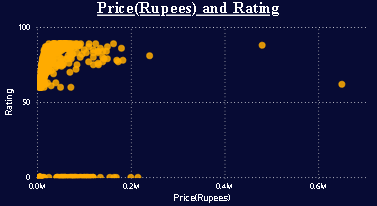 Price(Rupees) and Rating
100
50
0
Rating
0.0M 0.2M 0.4M 0.6M
Price(Rupees)